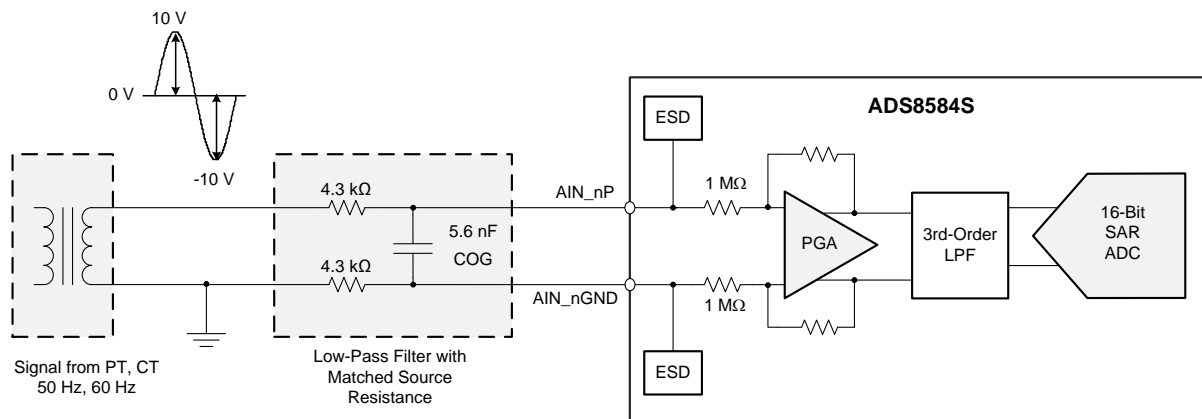 10 V
0 V
-10 V
ADS8584S
ESD
4.3 kΩ
AIN_nP
1 MΩ
5.6 nF
COG
PGA
3rd-Order
LPF
16-Bit
SAR
ADC
4.3 kΩ
AIN_nGND
1 MΩ
ESD
Signal from PT, CT
50 Hz, 60 Hz
Low-Pass Filter with
Matched Source
Resistance